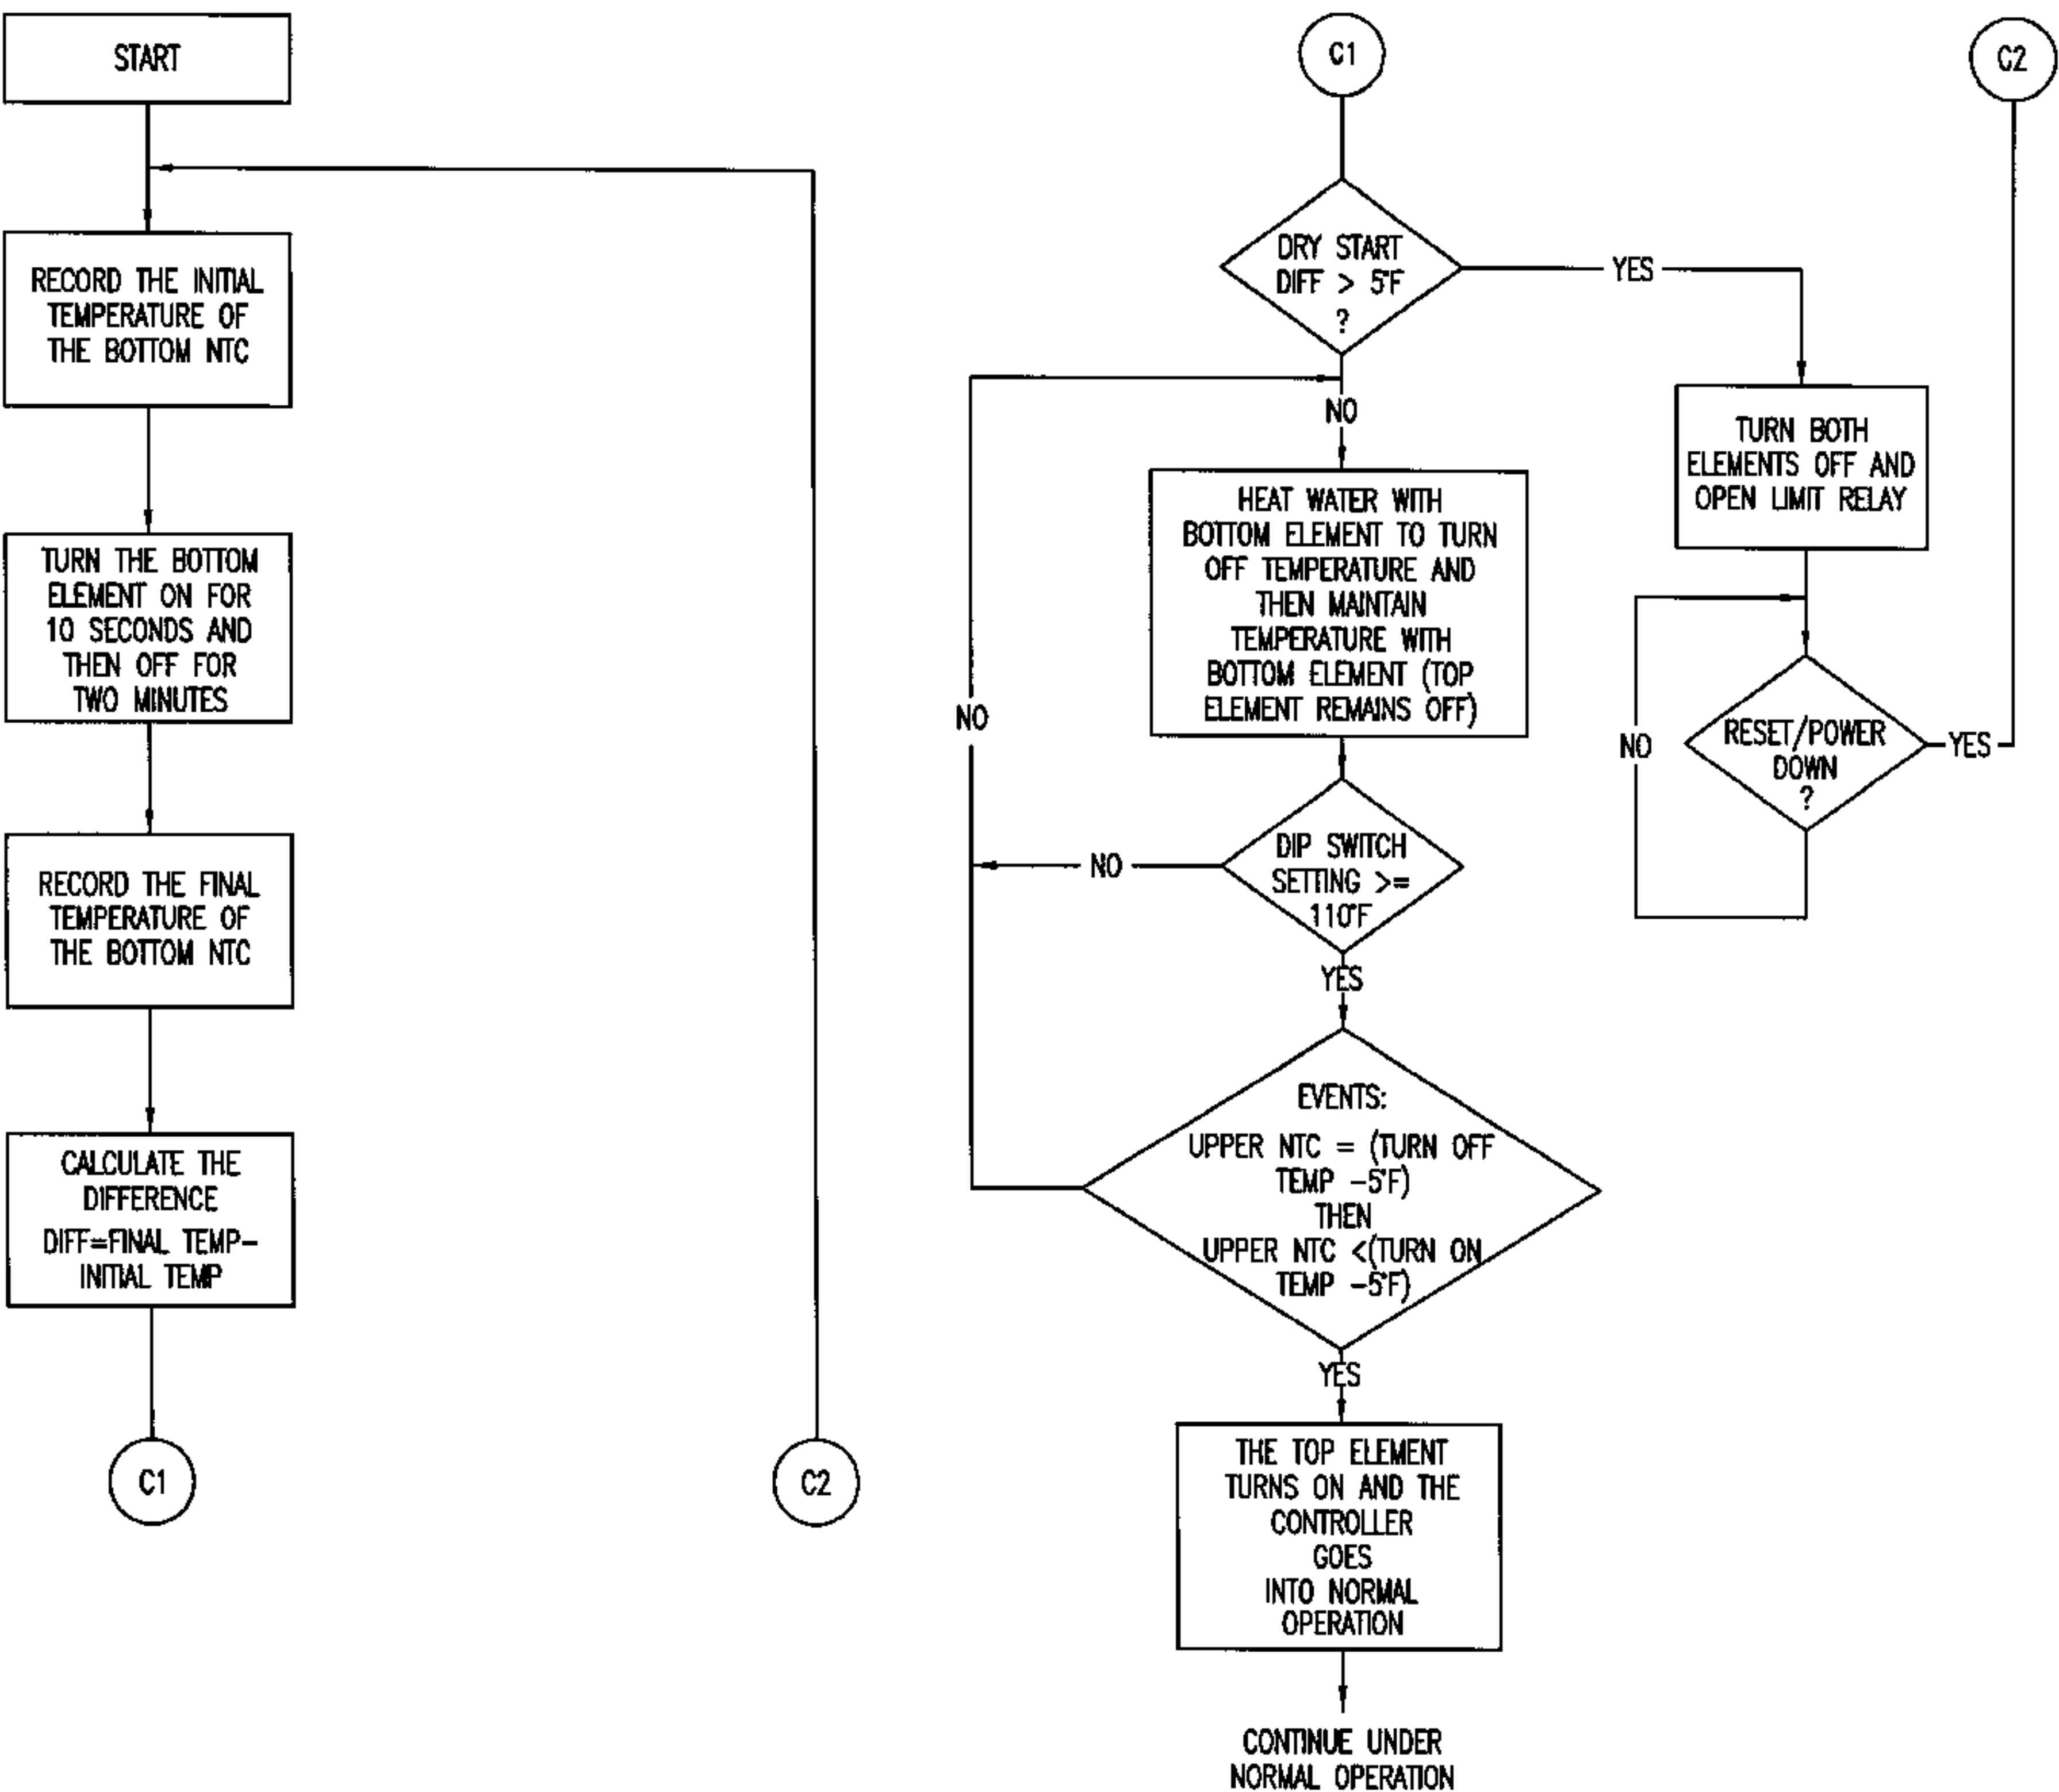 START
RECORD THE INITIAL
TEMPERATURE OF
THE BOTTOM NTC
TURN THE BOTTOM
ELEMENT ON FOR
10 SECONDS AND
THEN OFF FOR
TWO MINUTES
RECORD THE FINAL
TEMPERATURE OF
THE BOTTOM NTC
CALCULATE THE
DIFFERENCE
DIFF=FINAL TEMP-
INITIAL TEMP
C1
C2
C1
DRY START
DIFF > 5°F
?
YES
NO
HEAT WATER WITH
BOTTOM ELEMENT TO TURN
OFF TEMPERATURE AND
THEN MAINTAIN
TEMPERATURE WITH
BOTTOM ELEMENT (TOP
ELEMENT REMAINS OFF)
NO
DIP SWITCH
SETTING >=
110°F
NO
YES
EVENTS:
UPPER NTC = (TURN OFF
TEMP -5°F)
THEN
UPPER NTC <(TURN ON
TEMP -5°F)
YES
THE TOP ELEMENT
TURNS ON AND THE
CONTROLLER
GOES
INTO NORMAL
OPERATION
CONTINUE UNDER
NORMAL OPERATION
C2
TURN BOTH
ELEMENTS OFF AND
OPEN LIMIT RELAY
RESET/POWER
DOWN
?
NO
YES